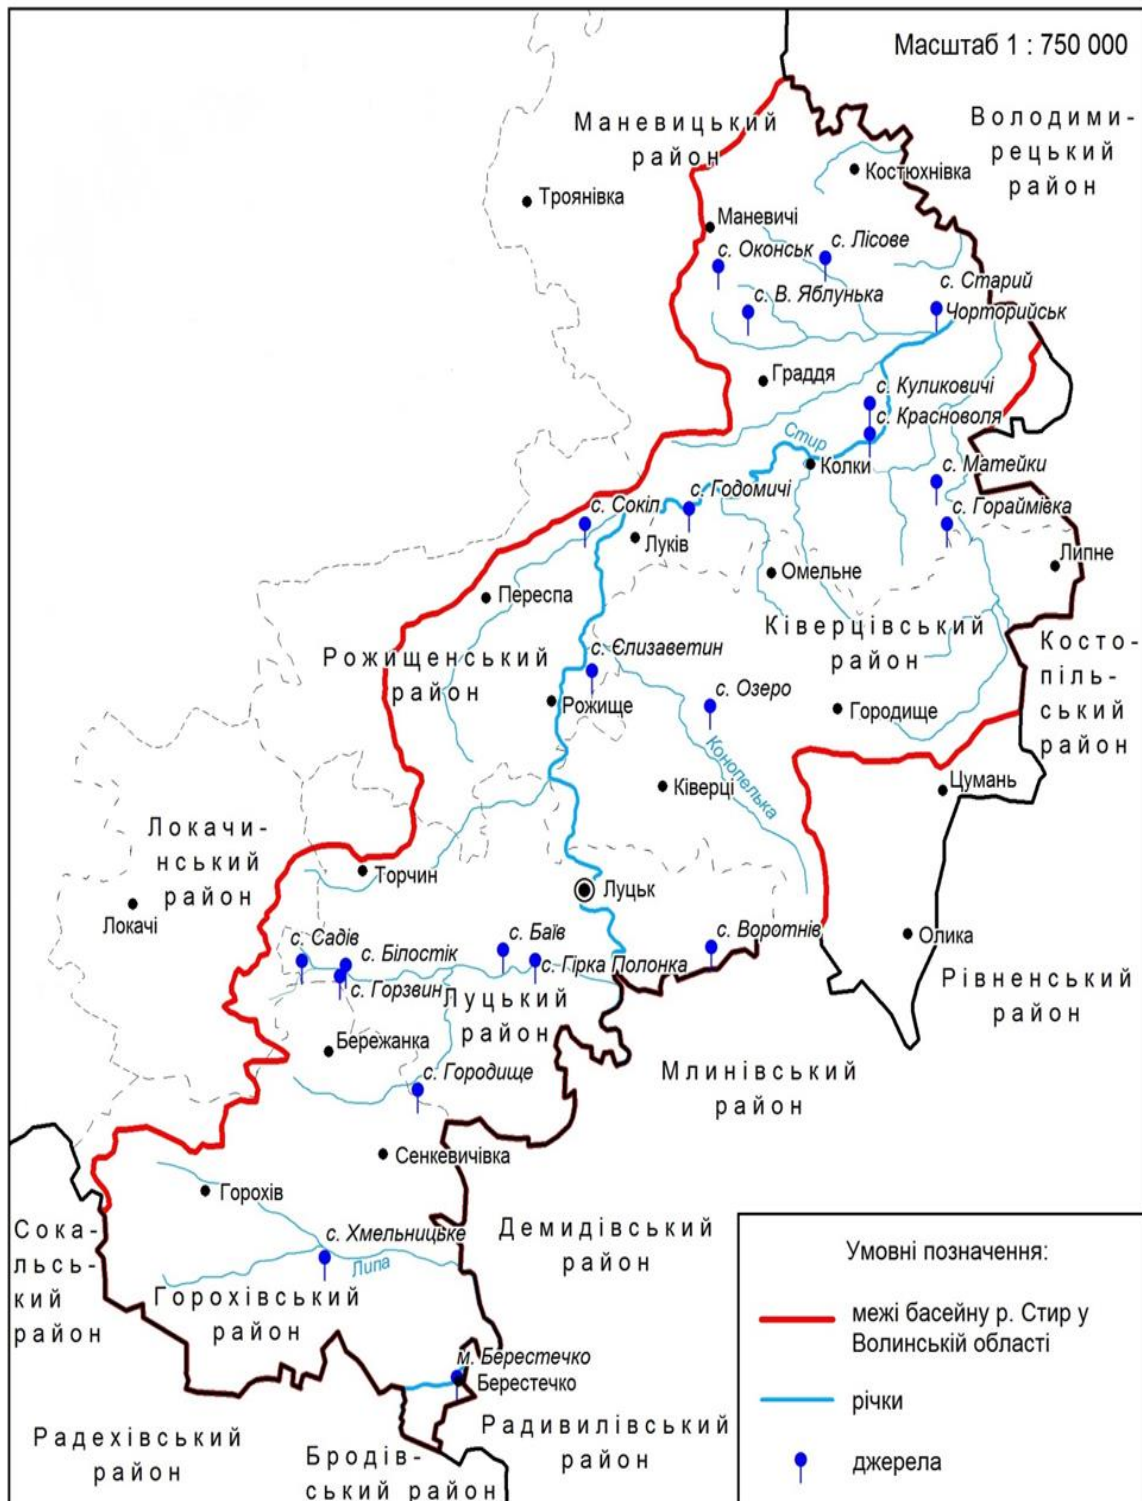 Масштаб 1 : 750 000
Маневицький
район
Володими-
рецький
район
Костюхнівка
Троянівка
Маневичі
с. Лісове
с. Оконськ
с. Старий
Чорторийськ
с. В. Яблунька
Граддя
с. Куликовичі
с. Красноволя
Стир
Колки
с. Матейки
с. Годомичі
с. Сокіл
с. Гораймівка
Луків
Липне
Омельне
Переспа
Ківерцівський
район
Рожищенський
район
Косто-
піль-
ський
район
с. Єлизаветин
с. Озеро
Рожище
Городище
Конопелька
Цумань
Ківерці
Локачи-
нський
район
Торчин
Луцьк
Локачі
с. Садів
с. Білостік
с. Баїв
с. Воротнів
Олика
с. Гірка Полонка
с. Горзвин
Луцький
район
Рівненський
район
Бережанка
с. Городище
Млинівський
район
Сенкевичівка
Горохів
Сока-
льсь-
кий
район
с. Хмельницьке
Липа
Демидівський
район
Горохівський
район
м. Берестечко
Берестечко
Радехівський
район
Бродів-
ський район
Радивилівський
район
Умовні позначення:
межі басейну р. Стир у
Волинській області
річки
джерела